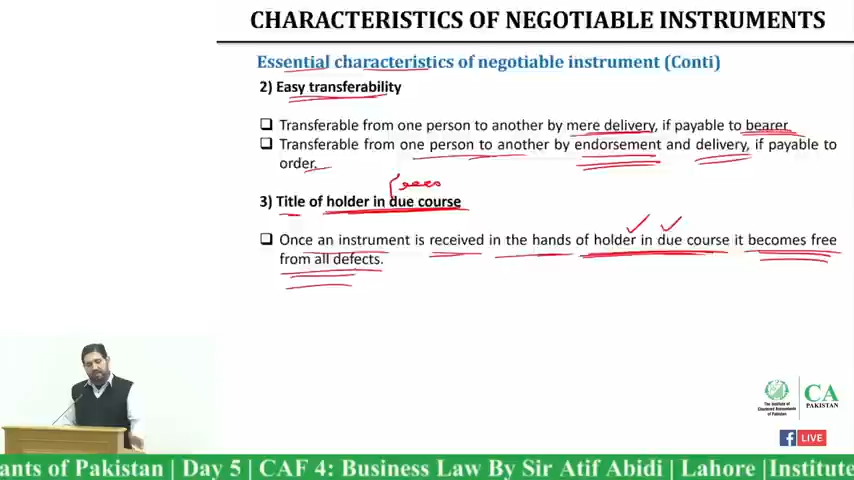 CHARACTERISTICS OF NEGOTIABLE INSTRUMENTS
Essential characteristics of negotiable instrument (Conti)
2) Easy transferability
❑ Transferable from one person to another by mere delivery, if payable to bearer.
❑ Transferable from one person to another by endorsement and delivery, if payable to
order.
3) Title of holder in due course
❑ Once an instrument is received in the hands of holder in due course it becomes free
from all defects.
The Institute of
Chartered Accountants
of Pakistan
CA
PAKISTAN
LIVE
ants of Pakistan | Day 5 | CAF 4: Business Law By Sir Atif Abidi | Lahore |Institute